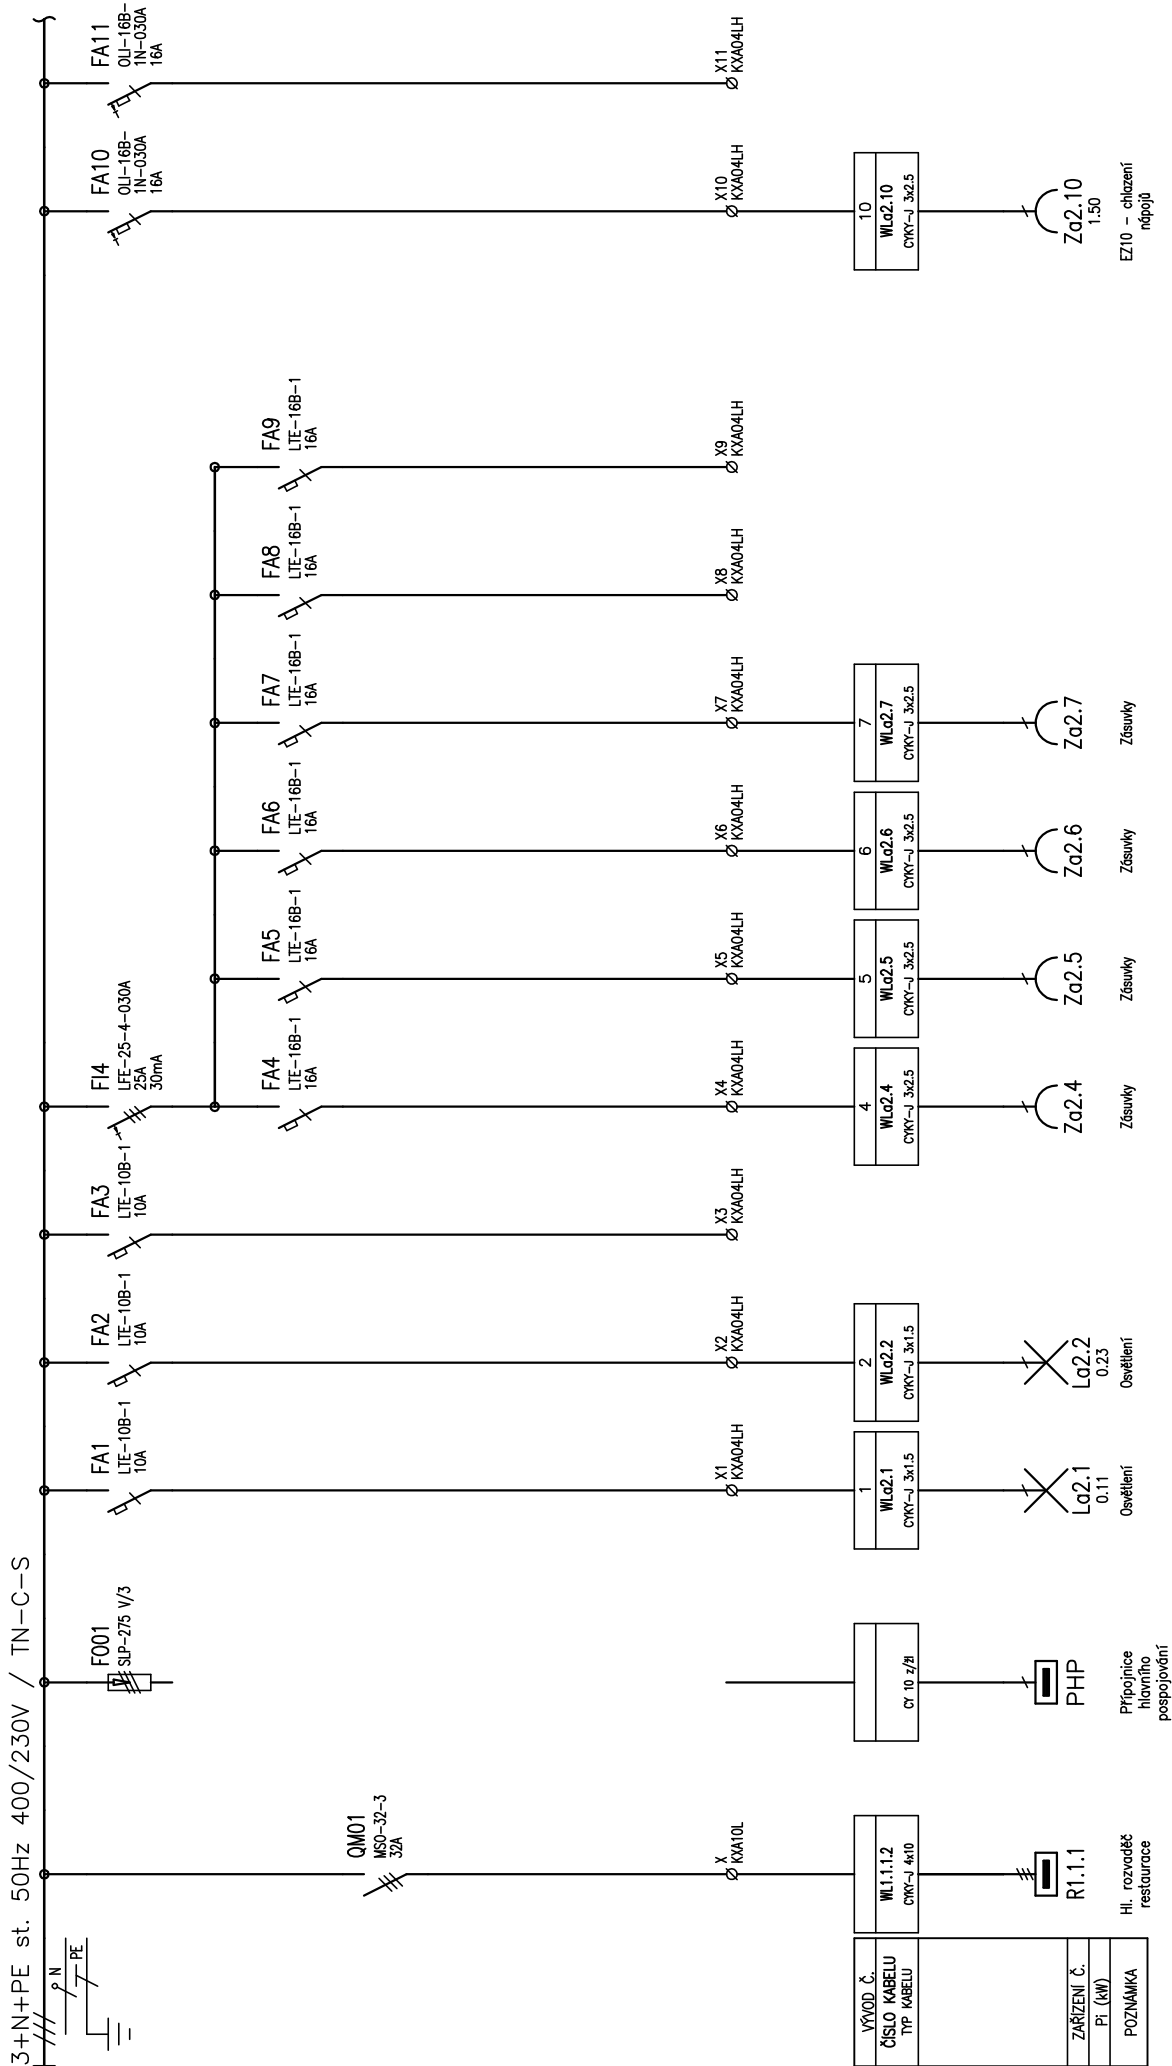 3+N+PE st. 50Hz 400/230V / TN-C-S
N
PE
QM01
MSO-32-3
32A
F001
SLP-275 V/3
FA1
LTE-10B-1
10A
FA2
LTE-10B-1
10A
FA3
LTE-10B-1
10A
FI4
LFE-25-4-030A
25A
30mA
FA4
LTE-16B-1
16A
FA5
LTE-16B-1
16A
FA6
LTE-16B-1
16A
FA7
LTE-16B-1
16A
FA8
LTE-16B-1
16A
FA9
LTE-16B-1
16A
FA10
OLI-16B-
1N-030A
16A
FA11
OLI-16B-
1N-030A
16A
X
KXA10L
X1
KXA04LH
X2
KXA04LH
X3
KXA04LH
X4
KXA04LH
X5
KXA04LH
X6
KXA04LH
X7
KXA04LH
X8
KXA04LH
X9
KXA04LH
X10
KXA04LH
X11
KXA04LH
VÝVOD Č.
ČÍSLO KABELU
TYP KABELU
WL1.1.1.2
CYKY-J 4x10
CY 10 z/žl
1
WLa2.1
CYKY-J 3x1.5
2
WLa2.2
CYKY-J 3x1.5
4
WLa2.4
CYKY-J 3x2.5
5
WLa2.5
CYKY-J 3x2.5
6
WLa2.6
CYKY-J 3x2.5
7
WLa2.7
CYKY-J 3x2.5
10
WLa2.10
CYKY-J 3x2.5
ZAŘÍZENÍ Č.
Pi (kW)
POZNÁMKA
R1.1.1
Hl. rozvaděč
restaurace
PHP
Přípojnice
hlavního
pospojování
La2.1
0.11
Osvětlení
La2.2
0.23
Osvětlení
Za2.4
Zásuvky
Za2.5
Zásuvky
Za2.6
Zásuvky
Za2.7
Zásuvky
Za2.10
1.50
EZ10 - chlazení
nápojů